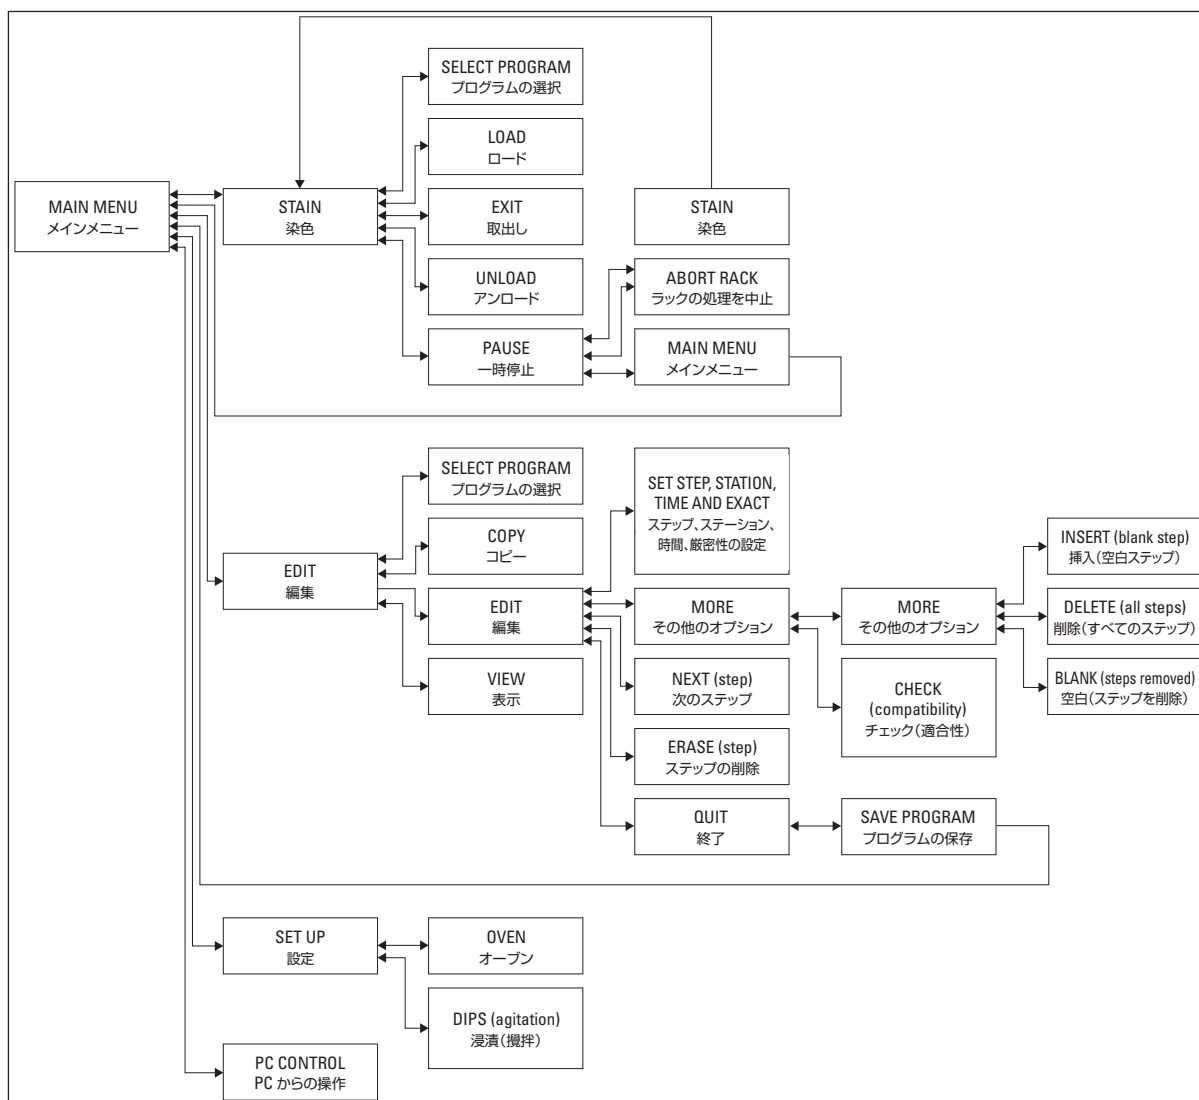 SELECT PROGRAM
プログラムの選択
LOAD
ロード
MAIN MENU
メインメニュー
STAIN
染色
EXIT
取出し
STAIN
染色
UNLOAD
アンロード
ABORT RACK
ラックの処理を中止
PAUSE
一時停止
MAIN MENU
メインメニュー
SELECT PROGRAM
プログラムの選択
SET STEP, STATION,
TIME AND EXACT
ステップ、ステーション、
時間、厳密性の設定
COPY
コピー
INSERT (blank step)
挿入(空白ステップ)
EDIT
編集
EDIT
編集
MORE
その他のオプション
MORE
その他のオプション
DELETE (all steps)
削除(すべてのステップ)
VIEW
表示
NEXT (step)
次のステップ
CHECK
(compatibility)
チェック(適合性)
BLANK (steps removed)
空白(ステップを削除)
ERASE (step)
ステップの削除
QUIT
終了
SAVE PROGRAM
プログラムの保存
SET UP
設定
OVEN
オーブン
DIPS (agitation)
浸漬(攪拌)
PC CONTROL
PC からの操作